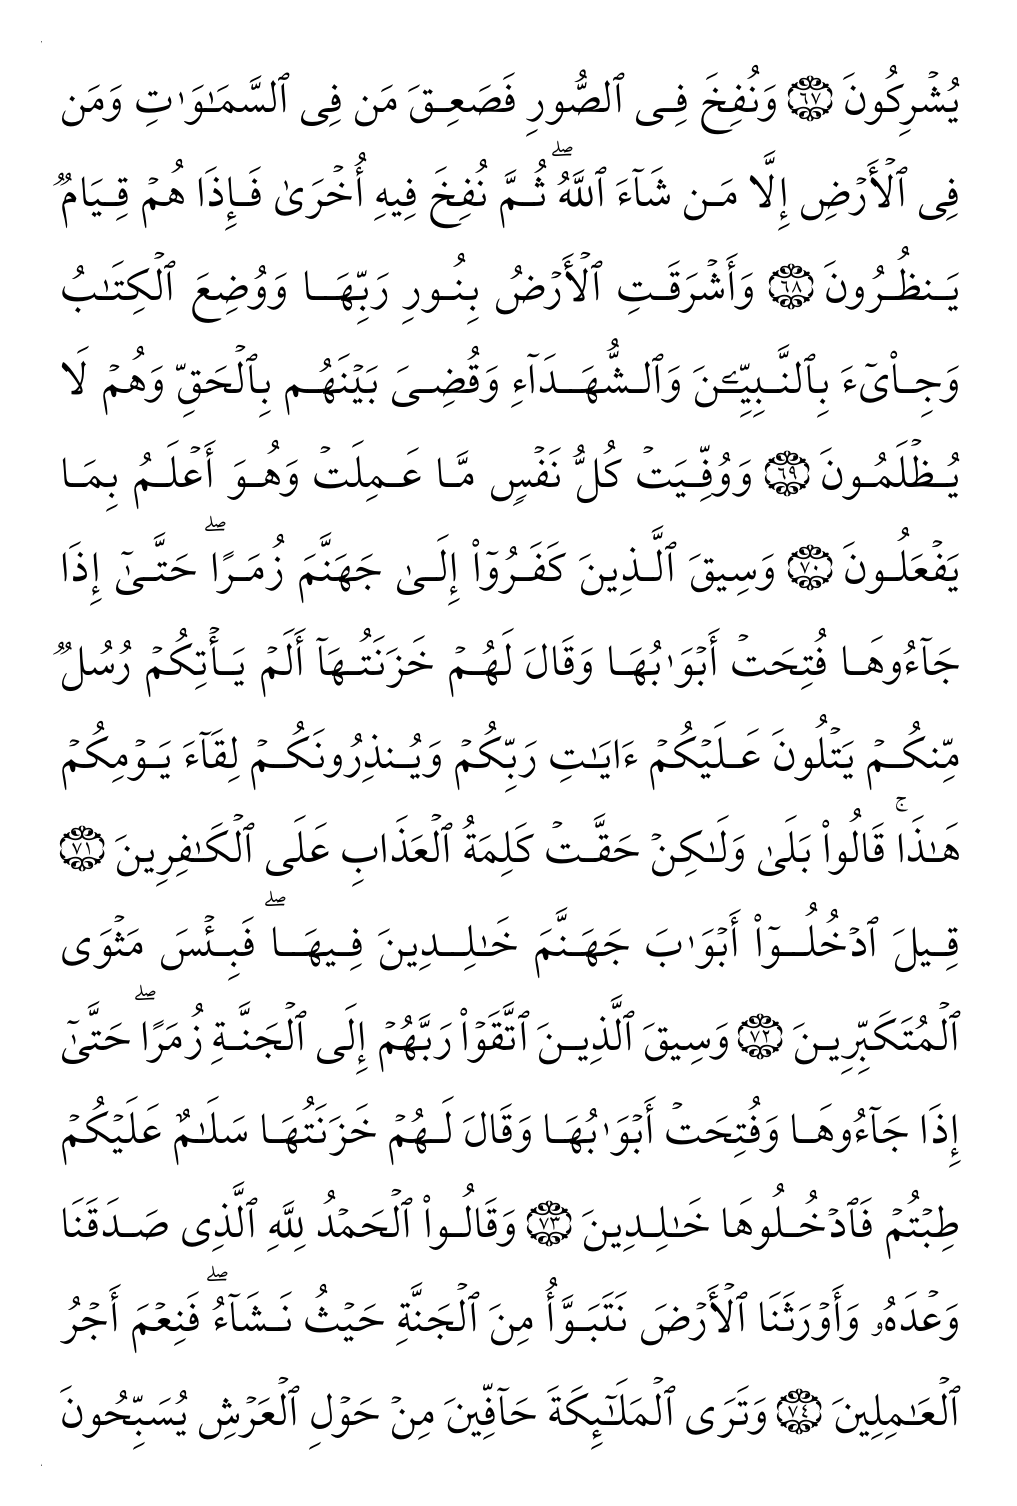 يُشْرِكُونَ ٦٧ وَنُفِخَ فِى ٱلصُّورِ فَصَعِقَ مَن فِى ٱلسَّمَـٰوَٰتِ وَمَن
فِى ٱلْأَرْضِ إِلَّا مَن شَآءَ ٱللَّهُ ۖ ثُمَّ نُفِخَ فِيهِ أُخْرَىٰ فَإِذَا هُمْ قِيَامٌ
يَنظُرُونَ ٦٨ وَأَشْرَقَتِ ٱلْأَرْضُ بِنُورِ رَبِّهَا وَوُضِعَ ٱلْكِتَـٰبُ
وَجِا۟ىٓءَ بِٱلنَّبِيِّـۧنَ وَٱلشُّهَدَآءِ وَقُضِىَ بَيْنَهُم بِٱلْحَقِّ وَهُمْ لَا
يُظْلَمُونَ ٦٩ وَوُفِّيَتْ كُلُّ نَفْسٍ مَّا عَمِلَتْ وَهُوَ أَعْلَمُ بِمَا
يَفْعَلُونَ ٧٠ وَسِيقَ ٱلَّذِينَ كَفَرُوٓا۟ إِلَىٰ جَهَنَّمَ زُمَرًا ۖ حَتَّىٰٓ إِذَا
جَآءُوهَا فُتِحَتْ أَبْوَٰبُهَا وَقَالَ لَهُمْ خَزَنَتُهَآ أَلَمْ يَأْتِكُمْ رُسُلٌ
مِّنكُمْ يَتْلُونَ عَلَيْكُمْ ءَايَـٰتِ رَبِّكُمْ وَيُنذِرُونَكُمْ لِقَآءَ يَوْمِكُمْ
هَـٰذَا ۚ قَالُوا۟ بَلَىٰ وَلَـٰكِنْ حَقَّتْ كَلِمَةُ ٱلْعَذَابِ عَلَى ٱلْكَـٰفِرِينَ ٧١
قِيلَ ٱدْخُلُوٓا۟ أَبْوَٰبَ جَهَنَّمَ خَـٰلِدِينَ فِيهَا ۖ فَبِئْسَ مَثْوَى
ٱلْمُتَكَبِّرِينَ ٧٢ وَسِيقَ ٱلَّذِينَ ٱتَّقَوْا۟ رَبَّهُمْ إِلَى ٱلْجَنَّةِ زُمَرًا ۖ حَتَّىٰٓ
إِذَا جَآءُوهَا وَفُتِحَتْ أَبْوَٰبُهَا وَقَالَ لَهُمْ خَزَنَتُهَا سَلَـٰمٌ عَلَيْكُمْ
طِبْتُمْ فَٱدْخُلُوهَا خَـٰلِدِينَ ٧٣ وَقَالُوا۟ ٱلْحَمْدُ لِلَّهِ ٱلَّذِى صَدَقَنَا
وَعْدَهُۥ وَأَوْرَثَنَا ٱلْأَرْضَ نَتَبَوَّأُ مِنَ ٱلْجَنَّةِ حَيْثُ نَشَآءُ ۖ فَنِعْمَ أَجْرُ
ٱلْعَـٰمِلِينَ ٧٤ وَتَرَى ٱلْمَلَـٰٓئِكَةَ حَآفِّينَ مِنْ حَوْلِ ٱلْعَرْشِ يُسَبِّحُونَ